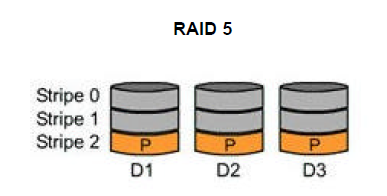 RAID 5
Stripe 0
Stripe 1
Stripe 2 P P P
D1 D2 D3